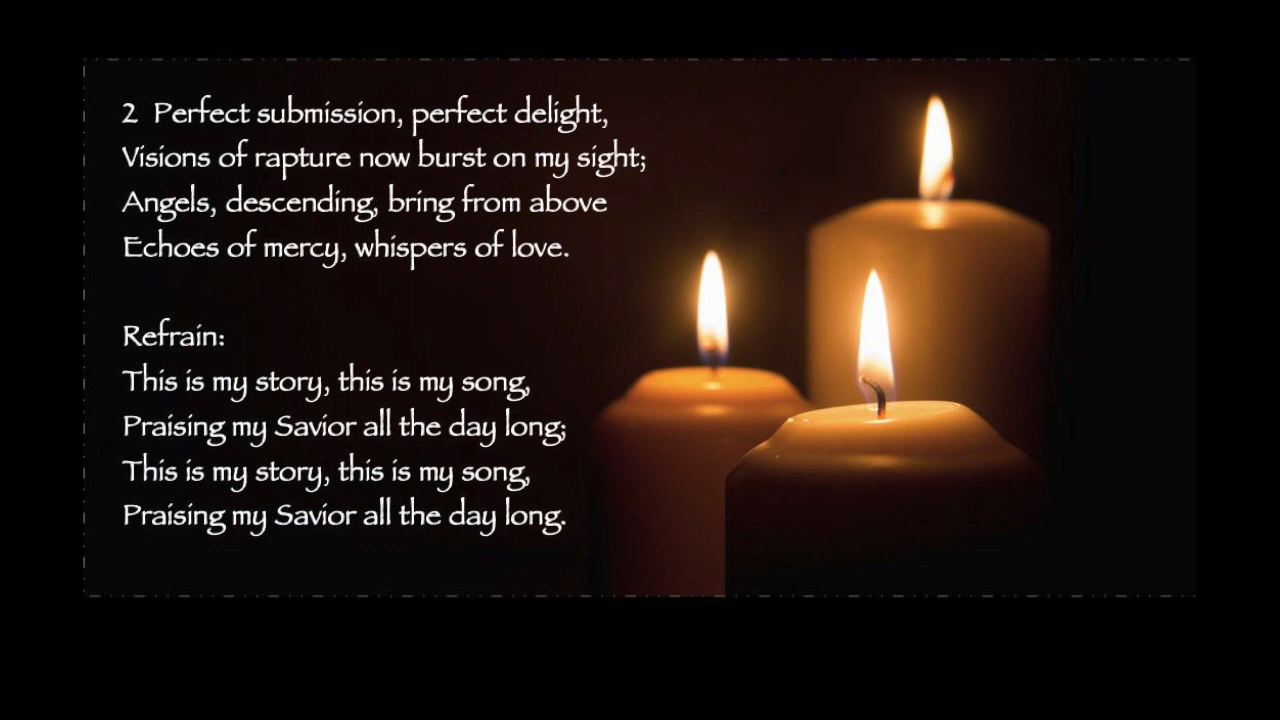 2 Perfect submission, perfect delight,
Visions of rapture now burst on my sight;
Angels, descending, bring from above
Echoes of mercy, whispers of love.
Refrain:
This is my story, this is my song,
Praising my Savior all the day long;
This is my story, this is my song,
Praising my Savior all the day long.